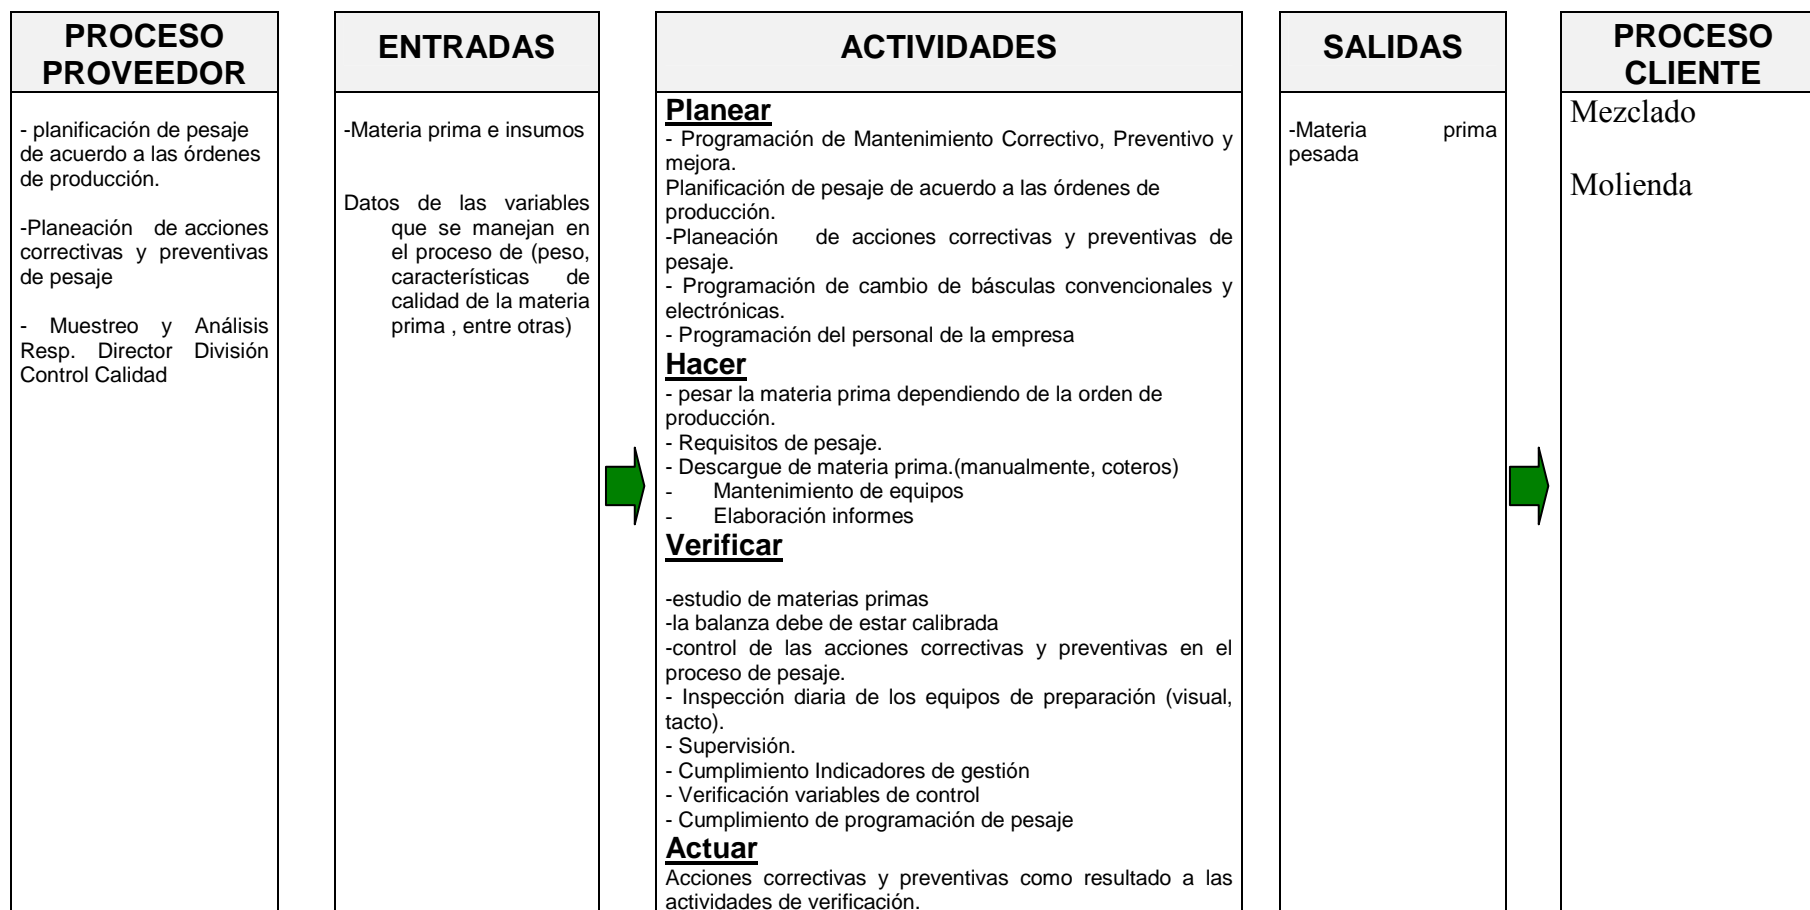 PROCESO
PROVEEDOR
- planificación de pesaje
de acuerdo a las órdenes
de producción.
-Planeación de acciones
correctivas y preventivas
de pesaje
- Muestreo y Análisis
Resp. Director División
Control Calidad
ENTRADAS
-Materia prima e insumos
Datos de las variables
que se manejan en
el proceso de (peso,
características de
calidad de la materia
prima , entre otras)
ACTIVIDADES
Planear
- Programación de Mantenimiento Correctivo, Preventivo y
mejora.
Planificación de pesaje de acuerdo a las órdenes de
producción.
-Planeación de acciones correctivas y preventivas de
pesaje.
- Programación de cambio de básculas convencionales y
electrónicas.
- Programación del personal de la empresa
Hacer
- pesar la materia prima dependiendo de la orden de
producción.
- Requisitos de pesaje.
- Descargue de materia prima.(manualmente, coteros)
- Mantenimiento de equipos
- Elaboración informes
Verificar
-estudio de materias primas
-la balanza debe de estar calibrada
-control de las acciones correctivas y preventivas en el
proceso de pesaje.
- Inspección diaria de los equipos de preparación (visual,
tacto).
- Supervisión.
- Cumplimiento Indicadores de gestión
- Verificación variables de control
- Cumplimiento de programación de pesaje
Actuar
Acciones correctivas y preventivas como resultado a las
actividades de verificación.
SALIDAS
-Materia prima
pesada
PROCESO
CLIENTE
Mezclado
Molienda